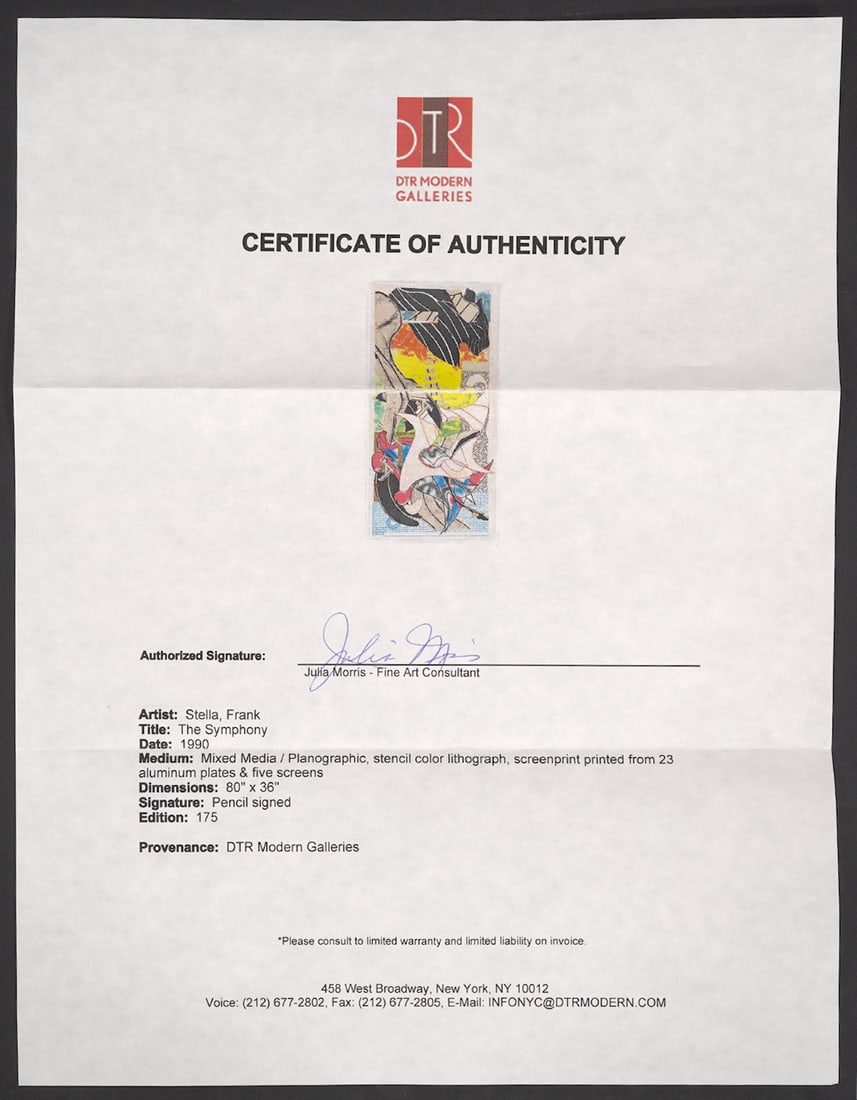 DTR
DTR MODERN
GALLERIES
CERTIFICATE OF AUTHENTICITY
Authorized Signature:
Julia Morris
Julia Morris - Fine Art Consultant
Artist: Stella, Frank
Title: The Symphony
Date: 1990
Medium: Mixed Media / Planographic, stencil color lithograph, screenprint printed from 23
aluminum plates & five screens
Dimensions: 80" x 36"
Signature: Pencil signed
Edition: 175
Provenance: DTR Modern Galleries
*Please consult to limited warranty and limited liability on invoice.
458 West Broadway, New York, NY 10012
Voice: (212) 677-2802, Fax: (212) 677-2805, E-Mail: INFONYC@DTRMODERN.COM